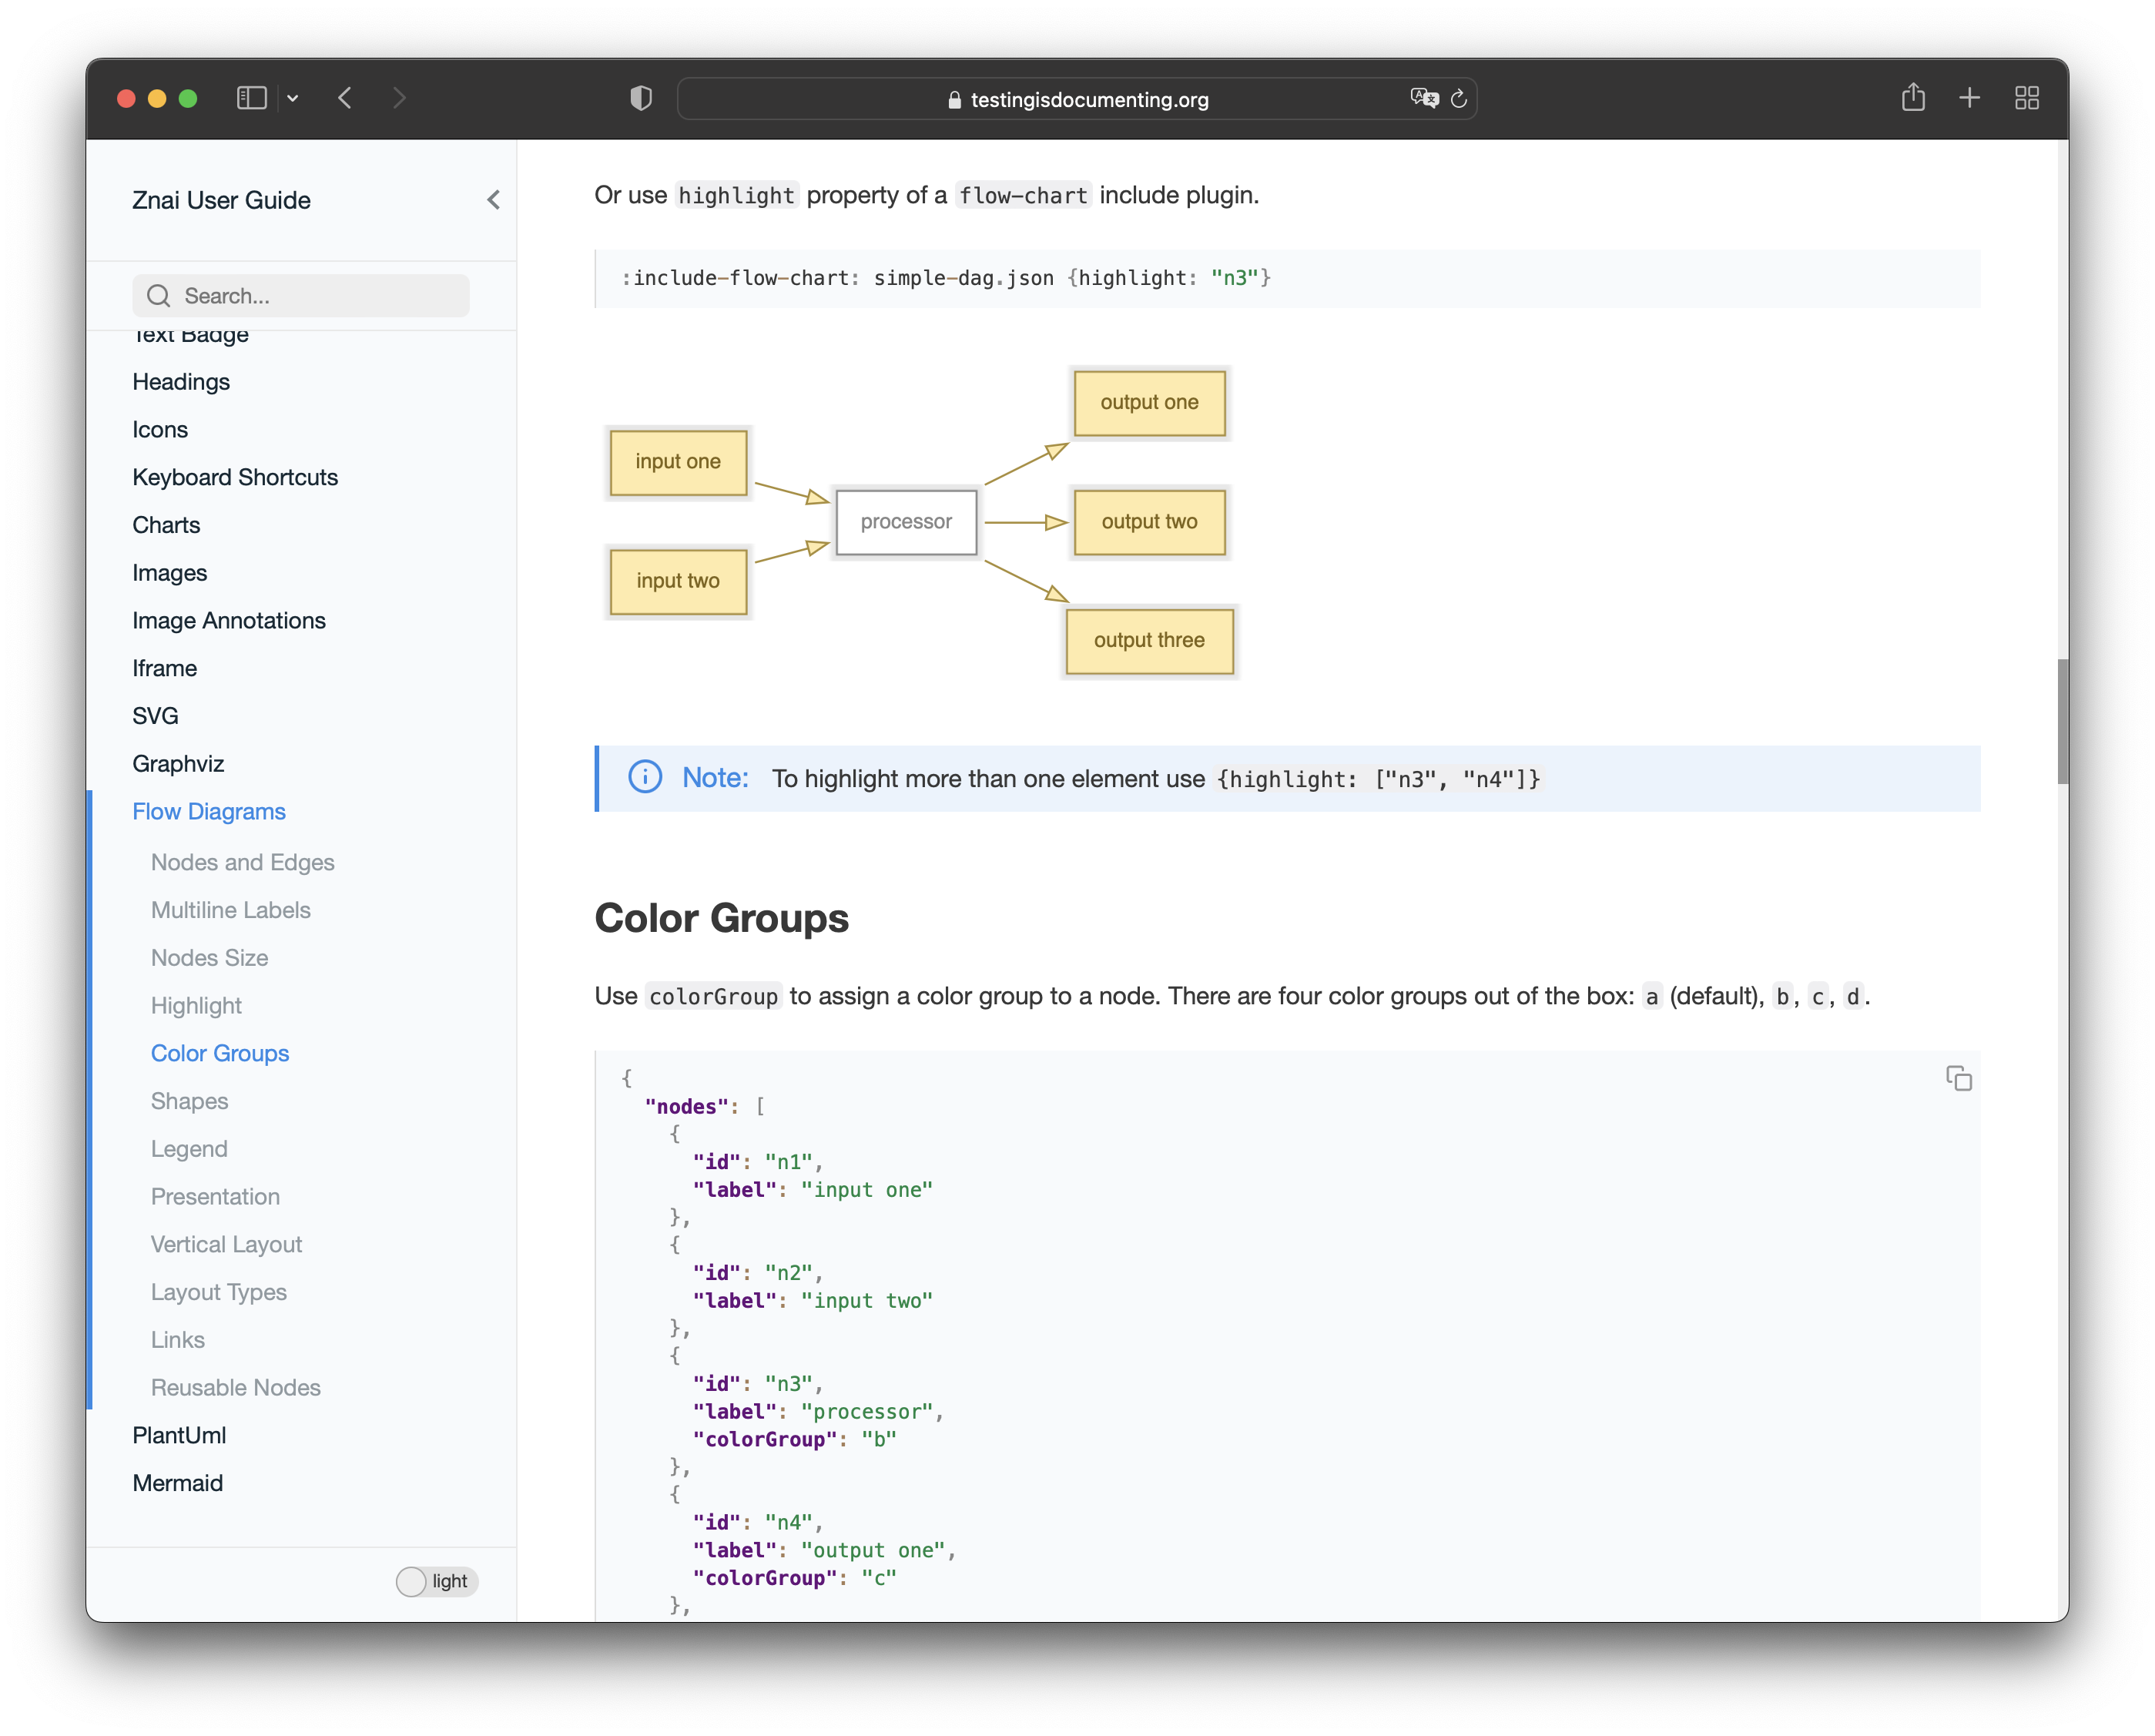 testingisdocumenting.org
Znai User Guide
Search...
Text Badge
Headings
Icons
Keyboard Shortcuts
Charts
Images
Image Annotations
Iframe
SVG
Graphviz
Flow Diagrams
Nodes and Edges
Multiline Labels
Nodes Size
Highlight
Color Groups
Shapes
Legend
Presentation
Vertical Layout
Layout Types
Links
Reusable Nodes
PlantUml
Mermaid
light
Or use highlight property of a flow-chart include plugin.
:include-flow-chart: simple-dag.json {highlight: "n3"}
input one
input two
processor
output one
output two
output three
Note: To highlight more than one element use {highlight: ["n3", "n4"]}
Color Groups
Use colorGroup to assign a color group to a node. There are four color groups out of the box: a (default), b, c, d.
{
"nodes": [
{
"id": "n1",
"label": "input one"
},
{
"id": "n2",
"label": "input two"
},
{
"id": "n3",
"label": "processor",
"colorGroup": "b"
},
{
"id": "n4",
"label": "output one",
"colorGroup": "c"
},